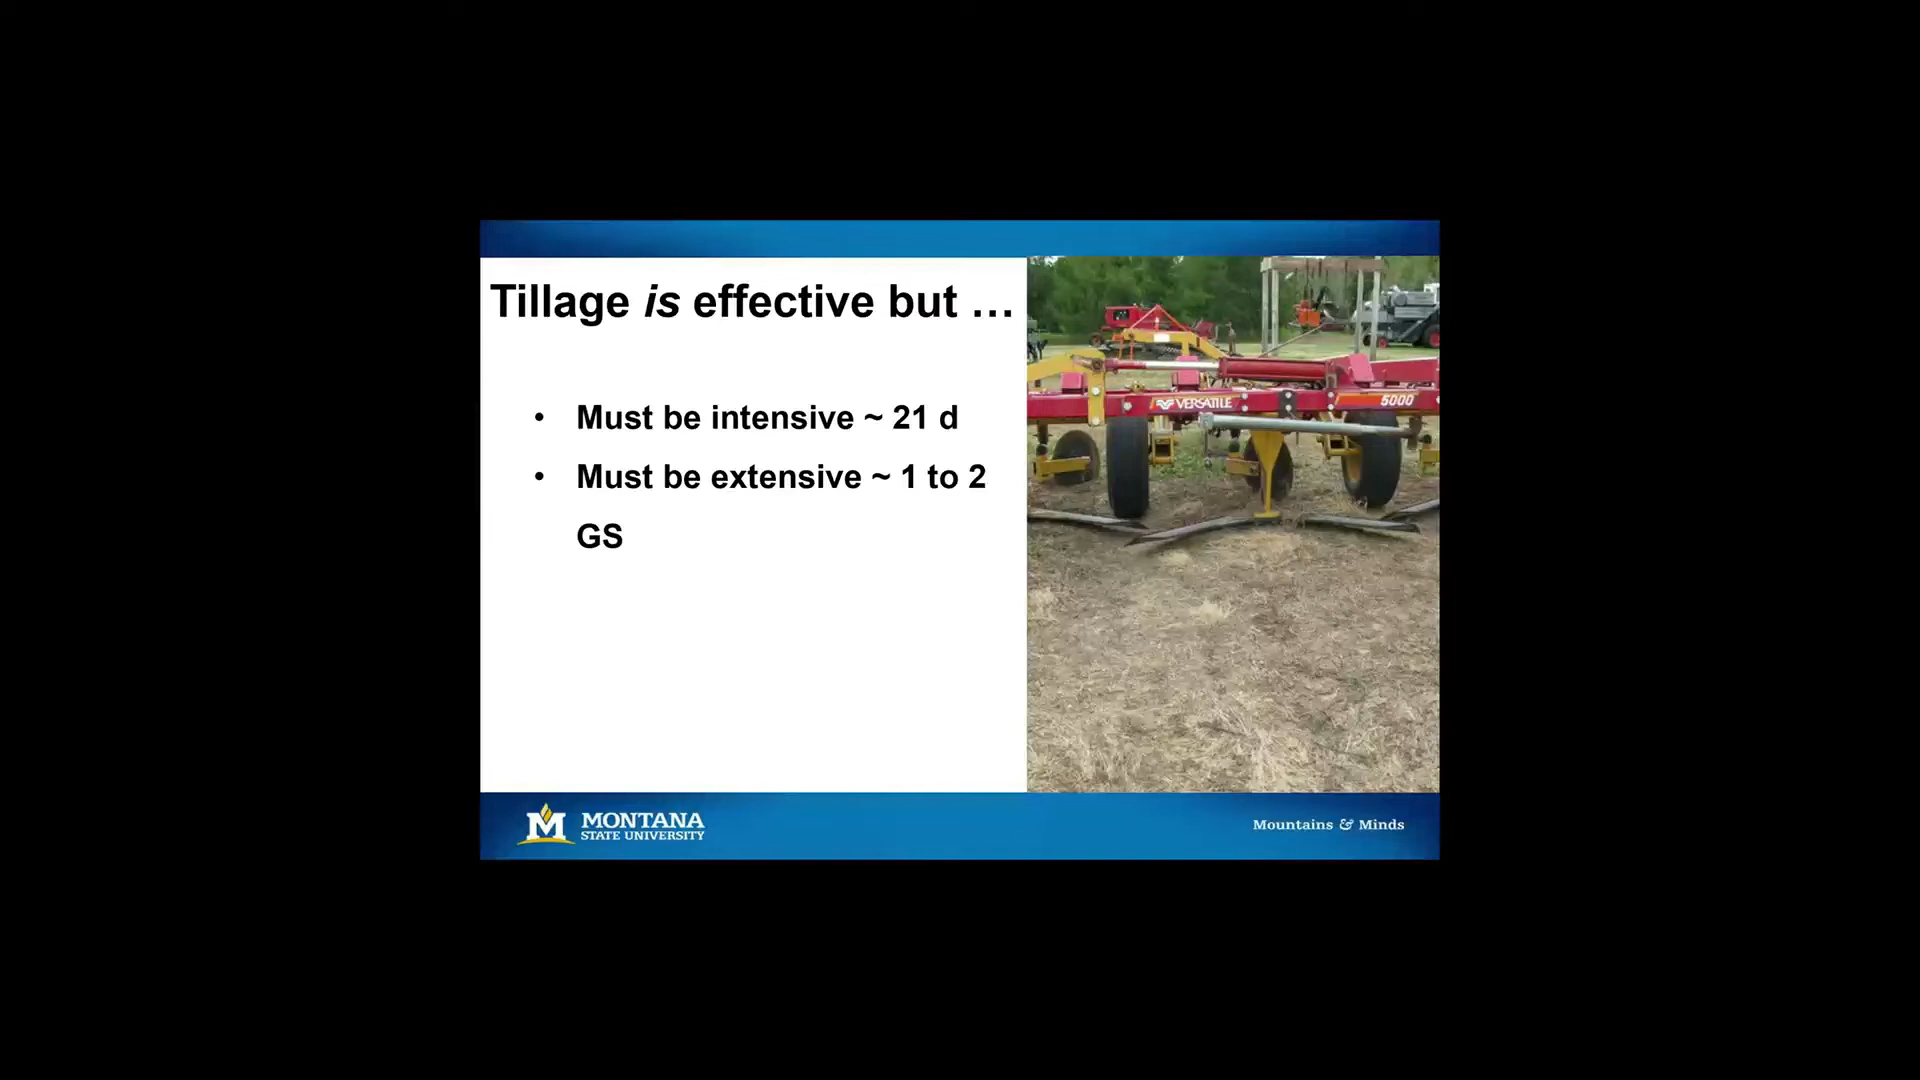 Tillage is effective but …
• Must be intensive ~ 21 d
• Must be extensive ~ 1 to 2
GS
VERSATILE
5000
M MONTANA
STATE UNIVERSITY
Mountains & Minds